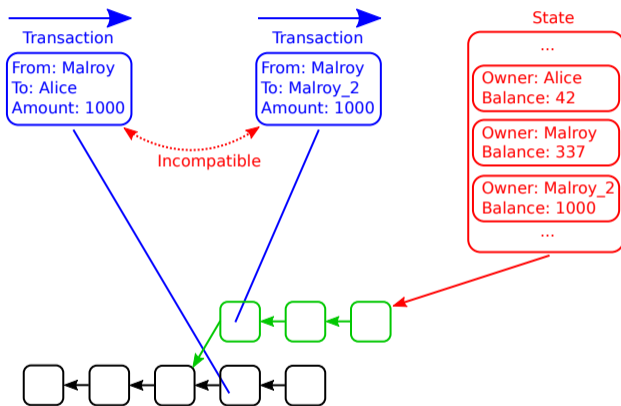 Transaction
From: Malroy
To: Alice
Amount: 1000
Transaction
From: Malroy
To: Malroy_2
Amount: 1000
Incompatible
State
...
Owner: Alice
Balance: 42
Owner: Malroy
Balance: 337
Owner: Malroy_2
Balance: 1000
...